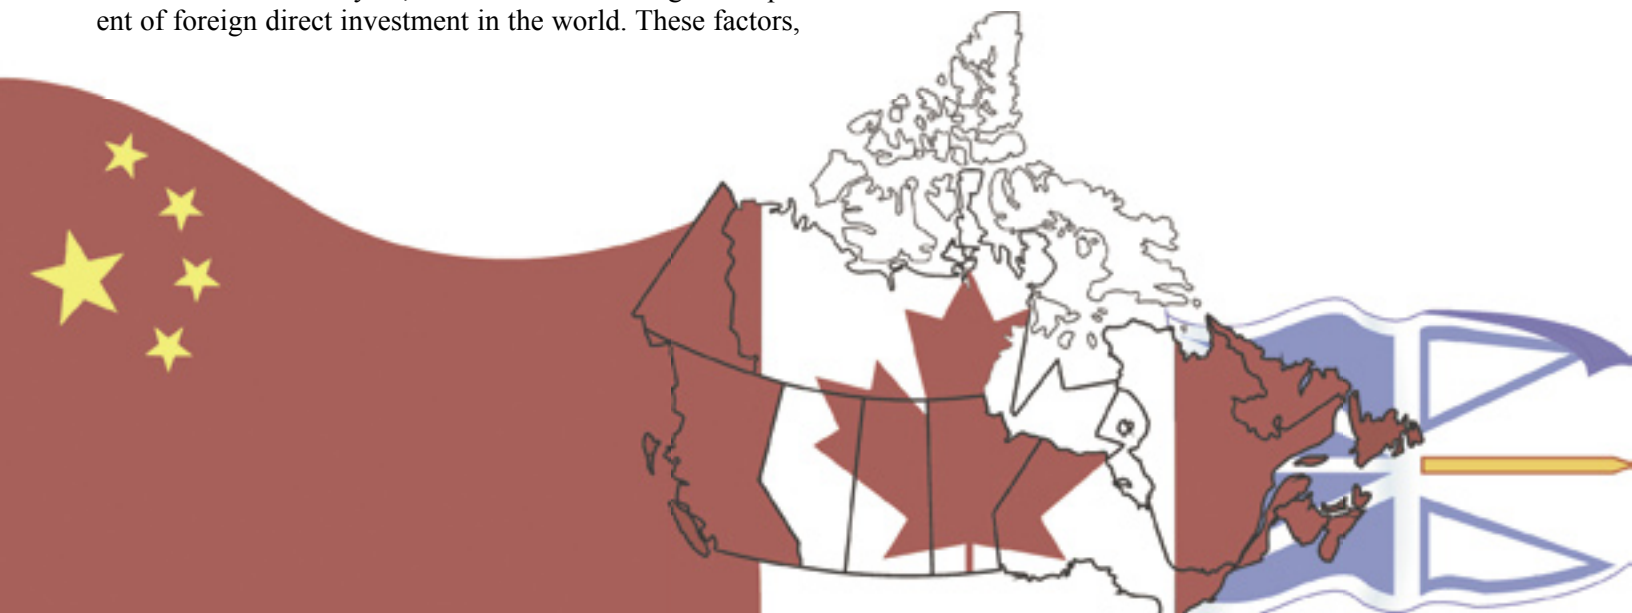 ent of foreign direct investment in the world. These factors,